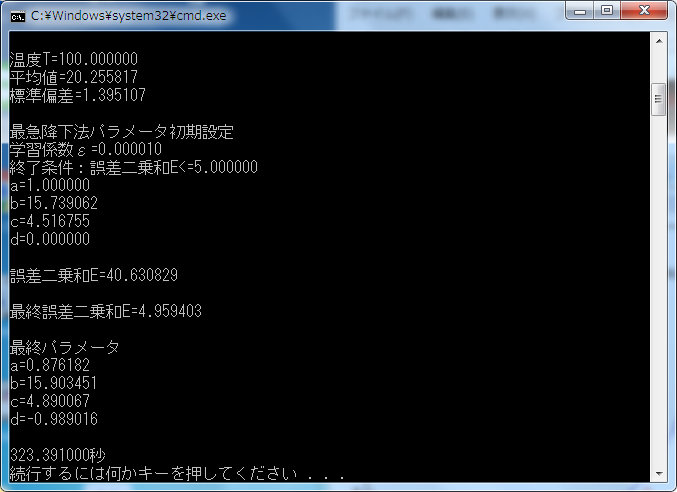 C:¥Windows¥system32¥cmd.exe
温度T=100.000000
平均値=20.255817
標準偏差=1.395107
最急降下法パラメータ初期設定
学習係数ε=0.000010
終了条件：誤差二乗和E<=5.000000
a=1.000000
b=15.739062
c=4.516755
d=0.000000
誤差二乗和E=40.630829
最終誤差二乗和E=4.959403
最終パラメータ
a=0.876182
b=15.903451
c=4.890067
d=-0.989016
323.391000秒
続行するには何かキーを押してください . . .